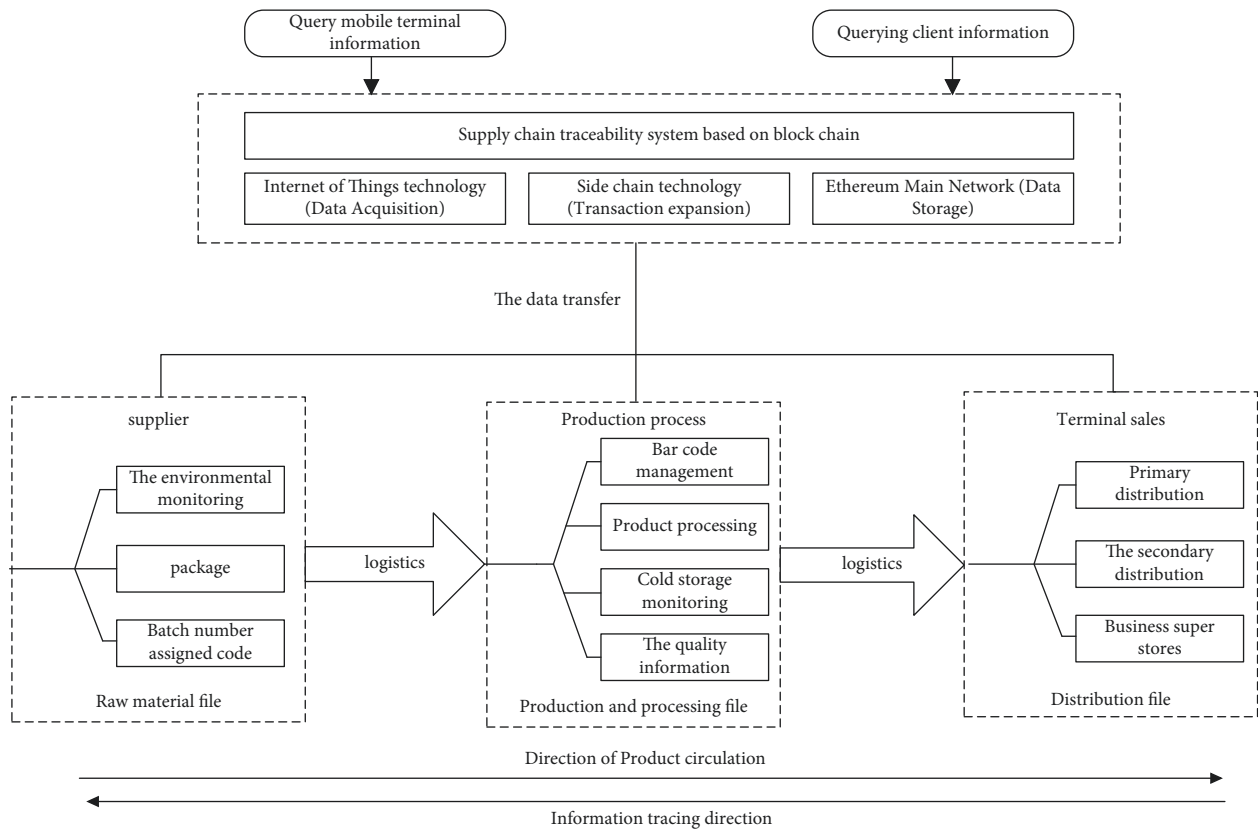 Query mobile terminal
information
Querying client information
Supply chain traceability system based on block chain
Internet of Things technology
(Data Acquisition)
Side chain technology
(Transaction expansion)
Ethereum Main Network (Data
Storage)
The data transfer
supplier
The environmental
monitoring
package
Batch number
assigned code
Raw material file
logistics
Production process
Bar code
management
Product processing
Cold storage
monitoring
The quality
information
Production and processing file
logistics
Terminal sales
Primary
distribution
The secondary
distribution
Business super
stores
Distribution file
Direction of Product circulation
Information tracing direction